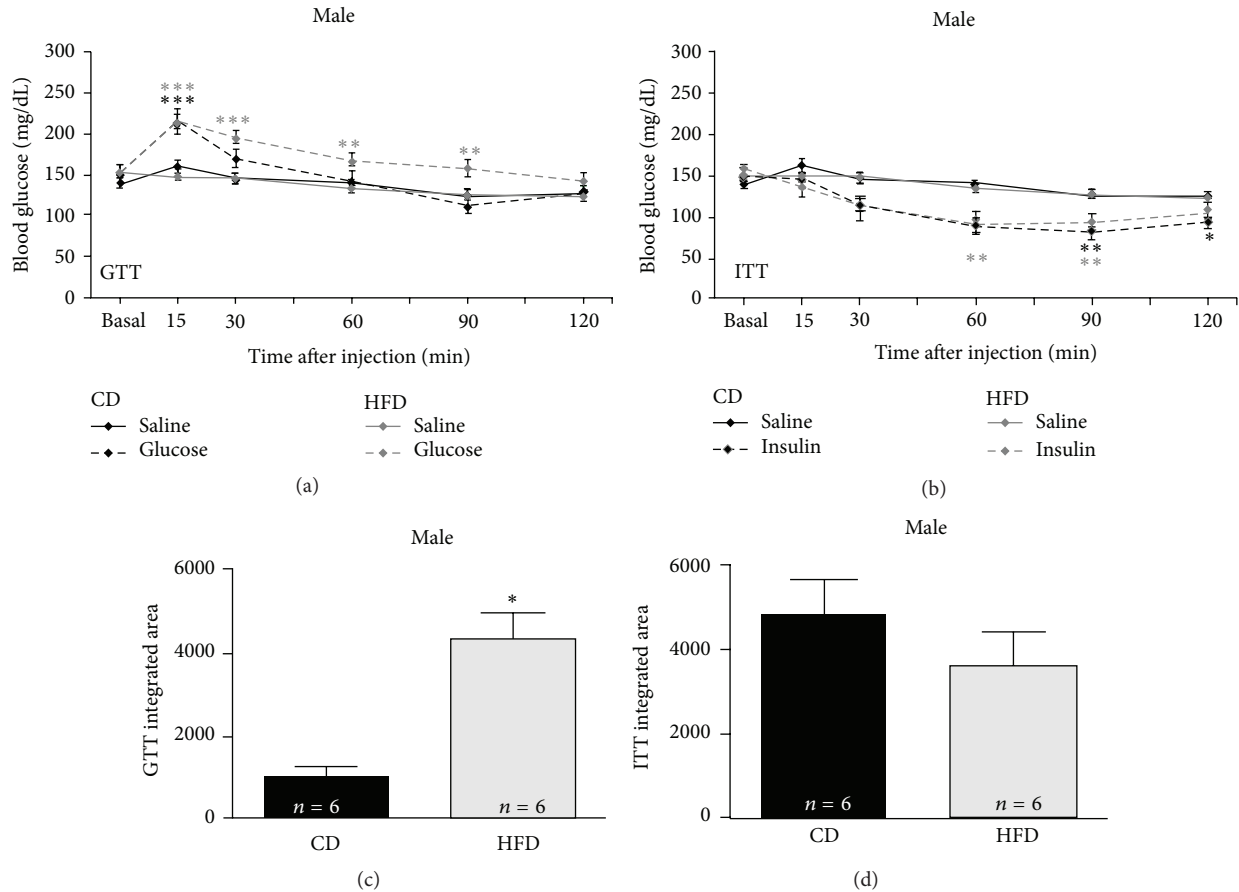 Male
300
250
200
150
100
50
0
Blood glucose (mg/dL)
***
***
***
**
**
GTT
Basal 15 30 60 90 120
Time after injection (min)
CD HFD
Saline Saline
Glucose Glucose
(a)
Male
300
250
200
150
100
50
0
Blood glucose (mg/dL)
**
**
**
*
ITT
Basal 15 30 60 90 120
Time after injection (min)
CD HFD
Saline Saline
Insulin Insulin
(b)
Male
6000
4000
2000
0
GTT integrated area
*
n = 6 n = 6
CD HFD
(c)
Male
6000
4000
2000
0
ITT integrated area
n = 6 n = 6
CD HFD
(d)